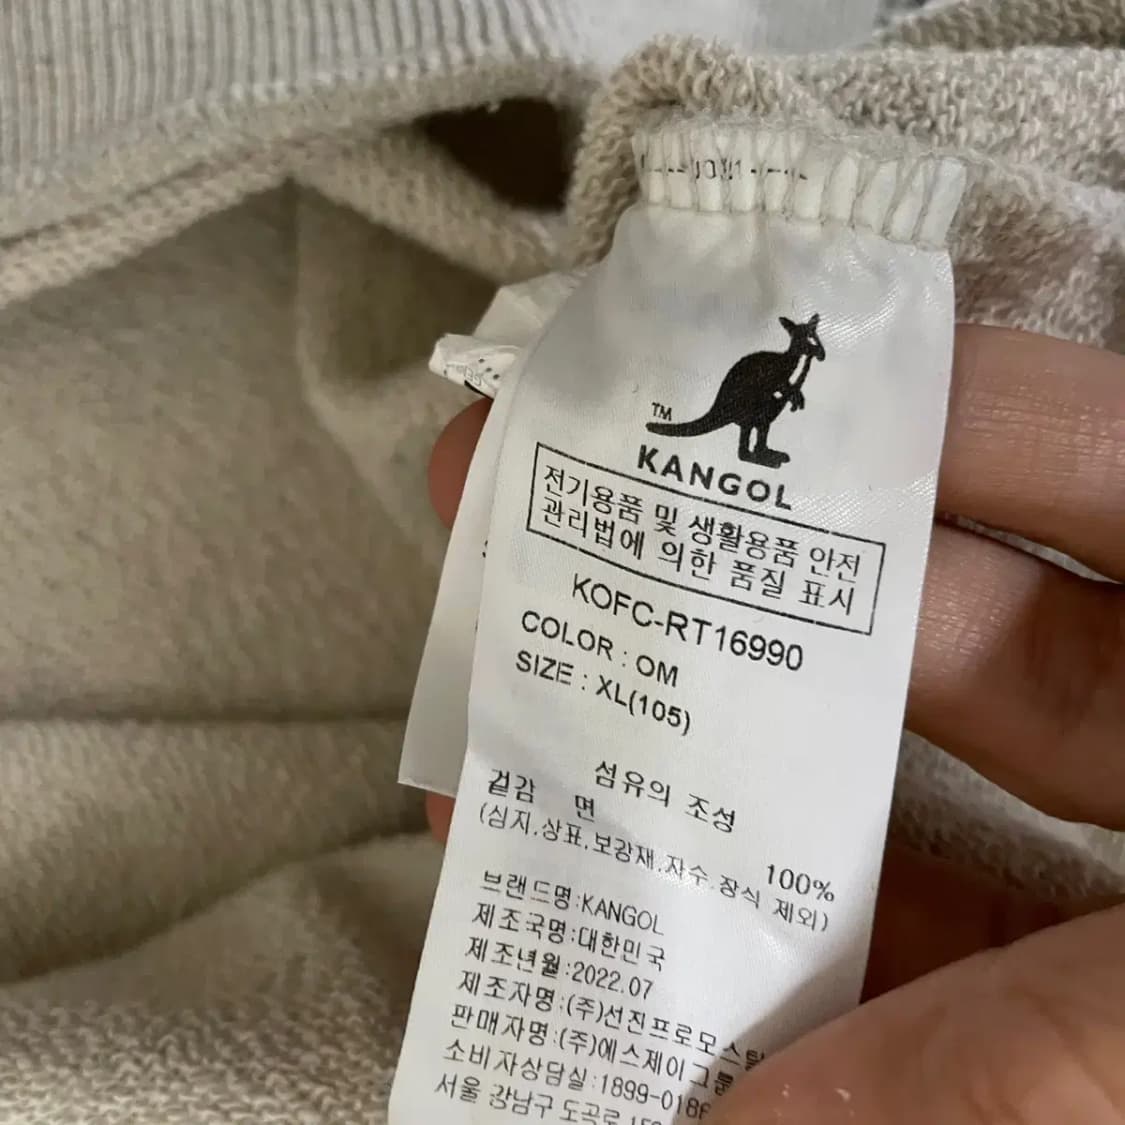 TM
KANGOL
전기용품 및 생활용품 안전
관리법에 의한 품질 표시
KOFC-RT16990
COLOR : OM
SIZE : XL(105)
섬유의 조성
겉감 면 100%
(심지,상표,보강재,자수,장식 제외)
브랜드명:KANGOL
제조국명:대한민국
제조년월:2022.07
제조자명:(주)선진프로모스틸
판매자명:(주)에스제이그룹
소비자상담실:1899-0186
서울 강남구 도곡로